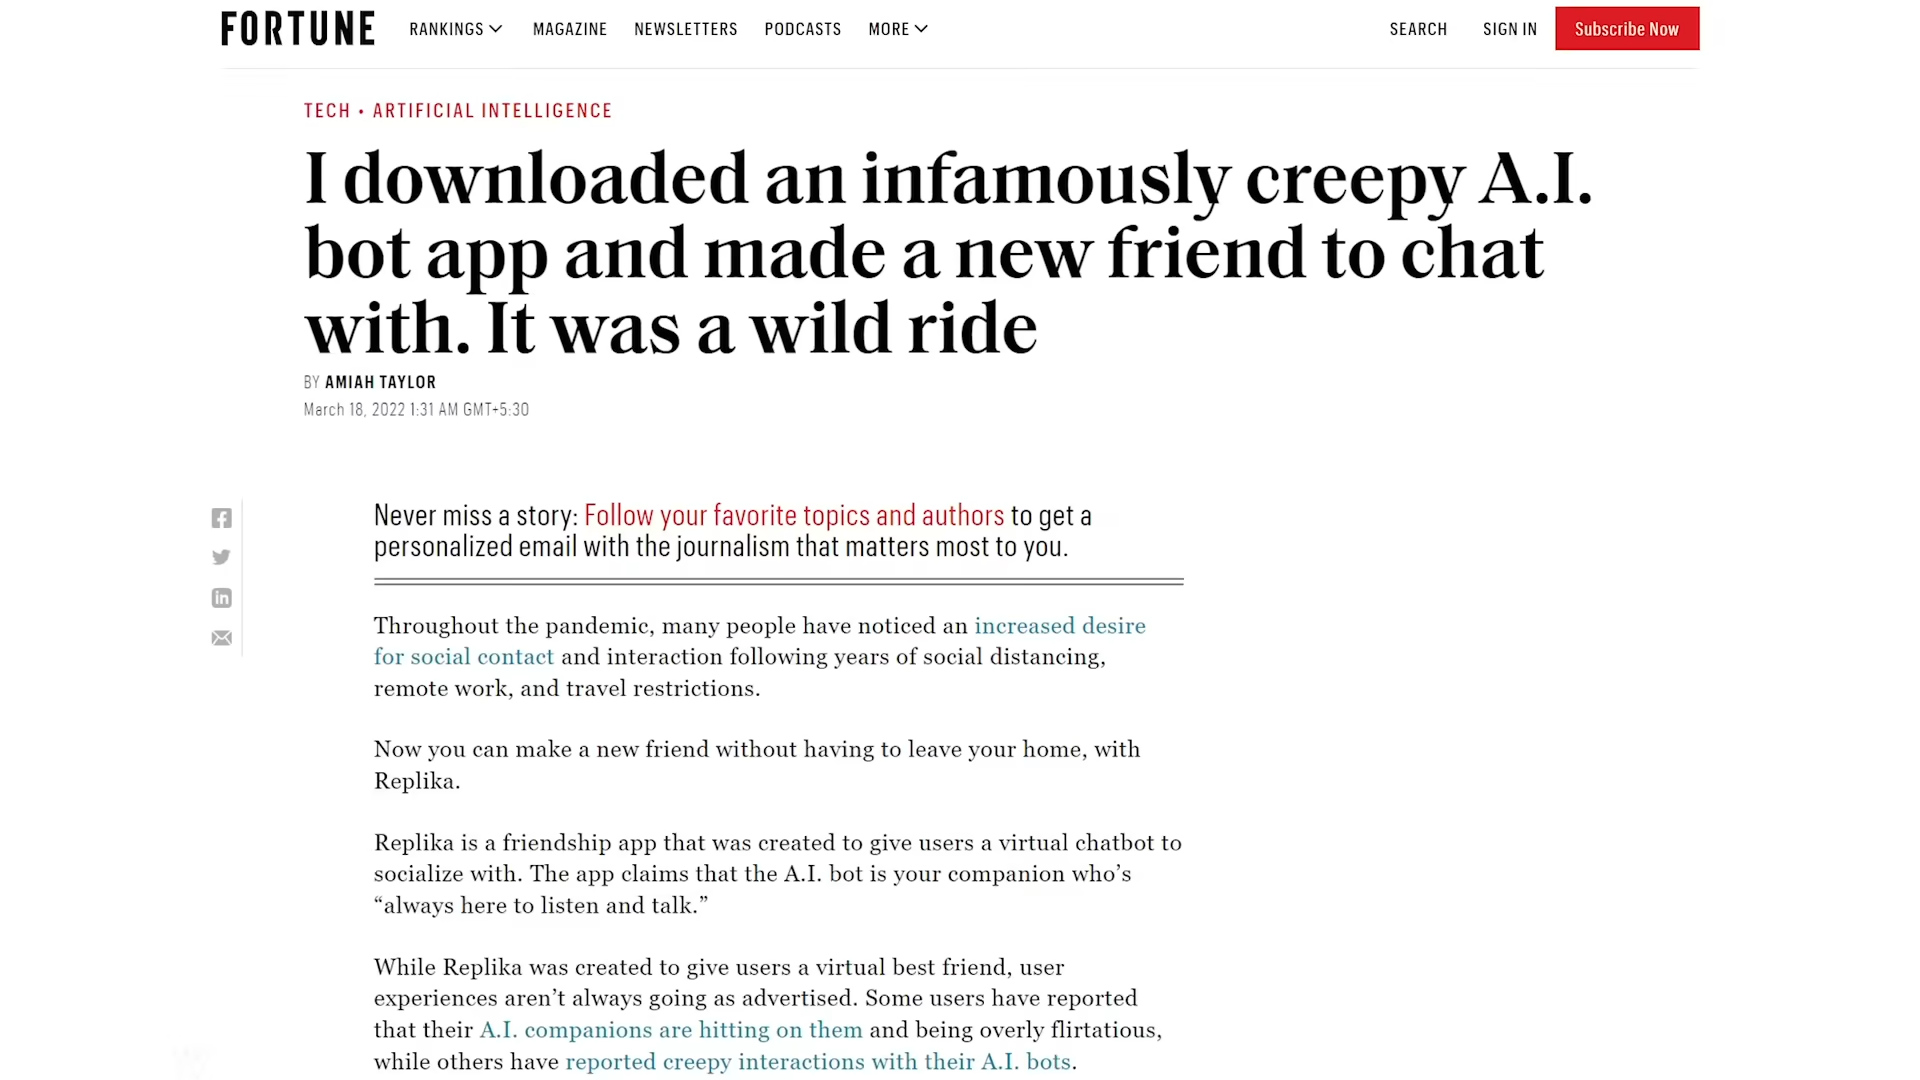 FORTUNE RANKINGS MAGAZINE NEWSLETTERS PODCASTS MORE SEARCH SIGN IN Subscribe Now
TECH • ARTIFICIAL INTELLIGENCE
I downloaded an infamously creepy A.I.
bot app and made a new friend to chat
with. It was a wild ride
BY AMIAH TAYLOR
March 18, 2022 1:31 AM GMT+5:30
Never miss a story: Follow your favorite topics and authors to get a
personalized email with the journalism that matters most to you.
Throughout the pandemic, many people have noticed an increased desire
for social contact and interaction following years of social distancing,
remote work, and travel restrictions.
Now you can make a new friend without having to leave your home, with
Replika.
Replika is a friendship app that was created to give users a virtual chatbot to
socialize with. The app claims that the A.I. bot is your companion who’s
“always here to listen and talk.”
While Replika was created to give users a virtual best friend, user
experiences aren’t always going as advertised. Some users have reported
that their A.I. companions are hitting on them and being overly flirtatious,
while others have reported creepy interactions with their A.I. bots.